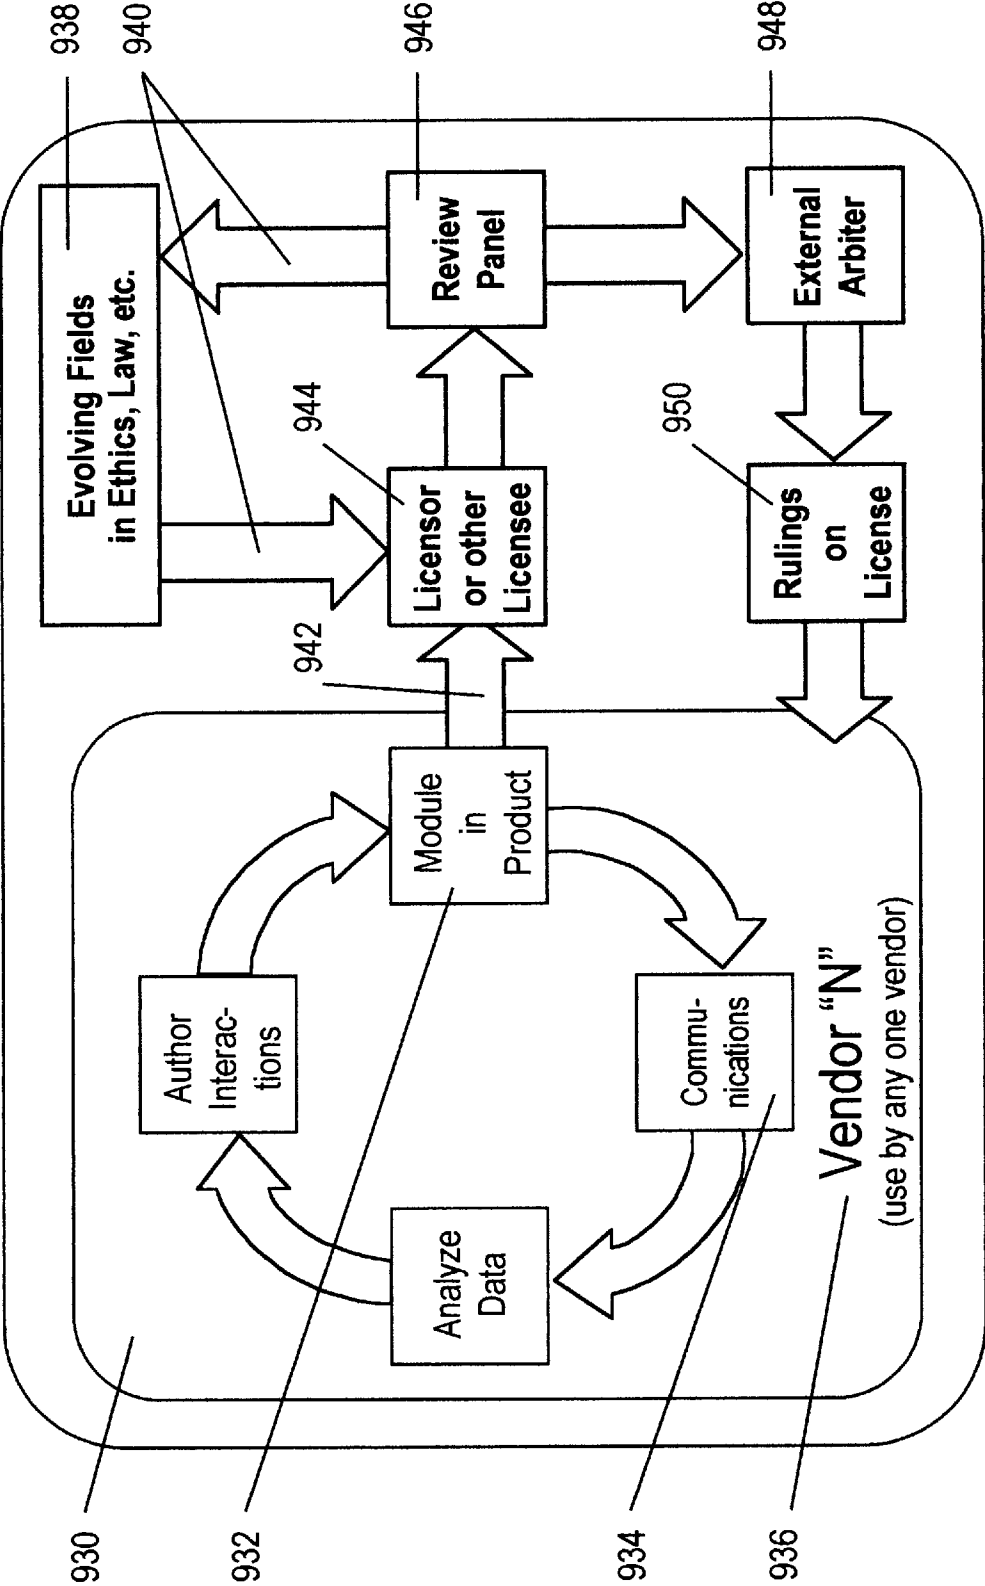 930
932
934
936
Analyze
Data
Author
Interac-
tions
Commu-
nications
Vendor “N”
(use by any one vendor)
Module
in
Product
942
944
950
Evolving Fields
in Ethics, Law, etc.
Licensor
or other
Licensee
Rulings
on
License
Review
Panel
External
Arbiter
938
940
946
948